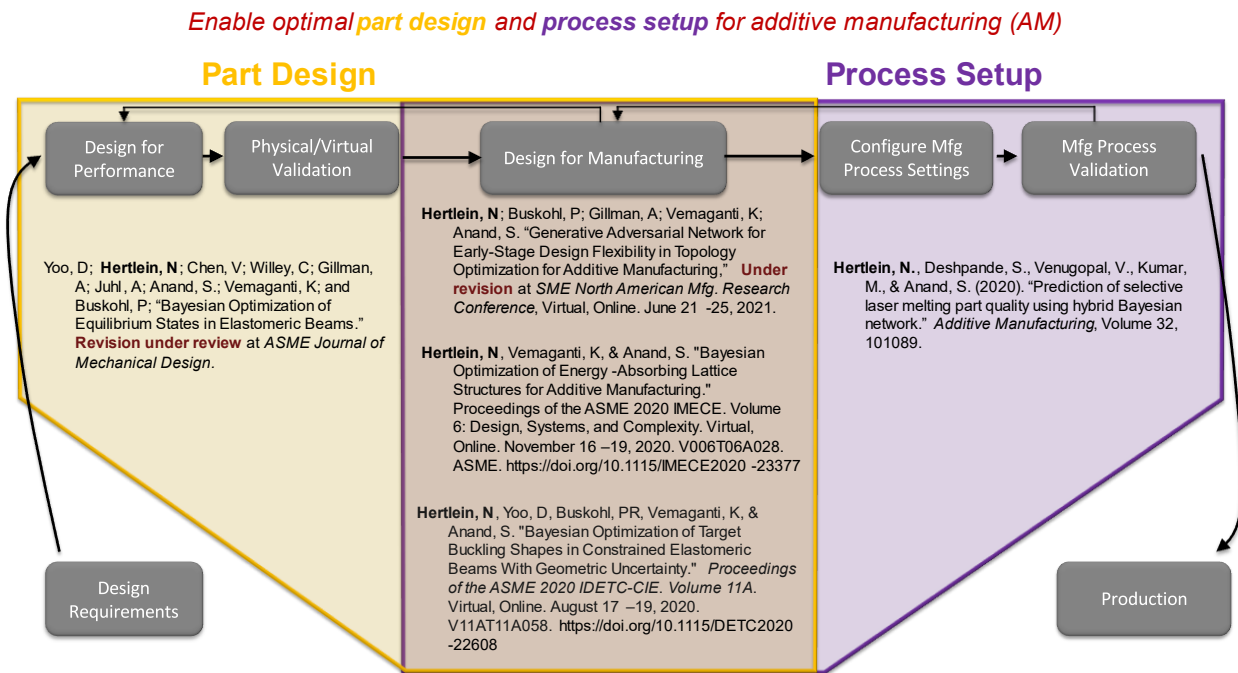 Enable optimal part design and process setup for additive manufacturing (AM)
Part Design
Process Setup
Design for
Performance
Physical/Virtual
Validation
Design for Manufacturing
Configure Mfg
Process Settings
Mfg Process
Validation
Yoo, D; Hertlein, N; Chen, V; Willey, C; Gillman,
A; Juhl, A; Anand, S.; Vemaganti, K; and
Buskohl, P; “Bayesian Optimization of
Equilibrium States in Elastomeric Beams.”
Revision under review at ASME Journal of
Mechanical Design.
Hertlein, N; Buskohl, P; Gillman, A; Vemaganti, K;
Anand, S. “Generative Adversarial Network for
Early-Stage Design Flexibility in Topology
Optimization for Additive Manufacturing,” Under
revision at SME North American Mfg. Research
Conference, Virtual, Online. June 21 -25, 2021.
Hertlein, N, Vemaganti, K, & Anand, S. "Bayesian
Optimization of Energy -Absorbing Lattice
Structures for Additive Manufacturing."
Proceedings of the ASME 2020 IMECE. Volume
6: Design, Systems, and Complexity. Virtual,
Online. November 16 –19, 2020. V006T06A028.
ASME. https://doi.org/10.1115/IMECE2020 -23377
Hertlein, N, Yoo, D, Buskohl, PR, Vemaganti, K, &
Anand, S. "Bayesian Optimization of Target
Buckling Shapes in Constrained Elastomeric
Beams With Geometric Uncertainty." Proceedings
of the ASME 2020 IDETC-CIE. Volume 11A.
Virtual, Online. August 17 –19, 2020.
V11AT11A058. https://doi.org/10.1115/DETC2020
-22608
Hertlein, N., Deshpande, S., Venugopal, V., Kumar,
M., & Anand, S. (2020). “Prediction of selective
laser melting part quality using hybrid Bayesian
network.” Additive Manufacturing, Volume 32,
101089.
Design
Requirements
Production